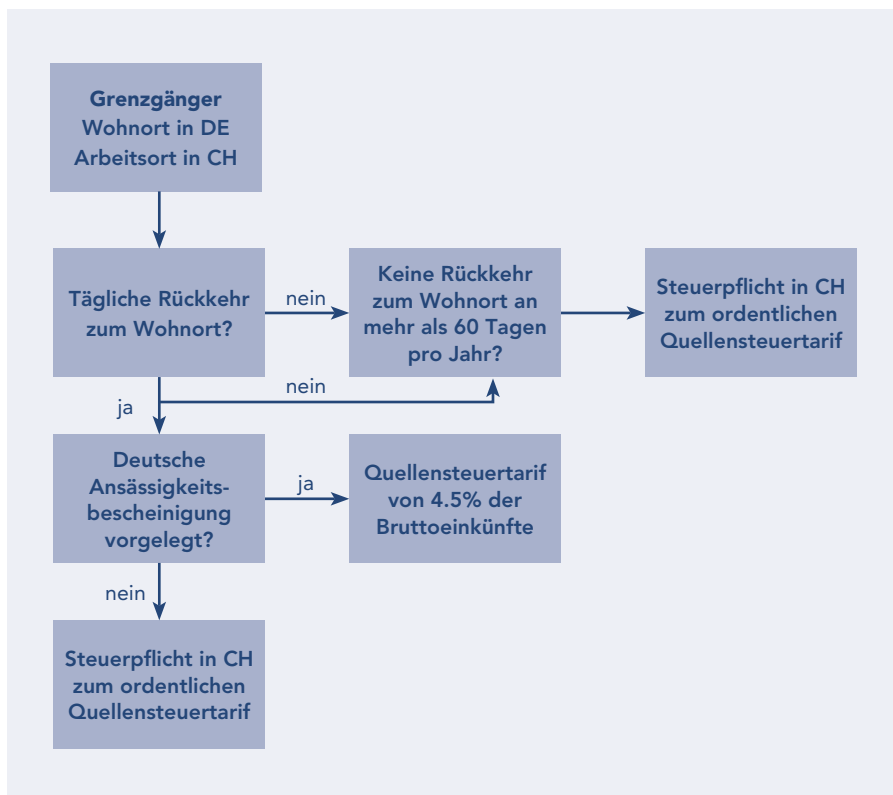 Grenzgänger
Wohnort in DE
Arbeitsort in CH
Tägliche Rückkehr
zum Wohnort?
nein
Keine Rückkehr
zum Wohnort an
mehr als 60 Tagen
pro Jahr?
Steuerpflicht in CH
zum ordentlichen
Quellensteuertarif
ja
nein
Deutsche
Ansässigkeits-
bescheinigung
vorgelegt?
ja
Quellensteuertarif
von 4.5% der
Bruttoeinkünfte
nein
Steuerpflicht in CH
zum ordentlichen
Quellensteuertarif